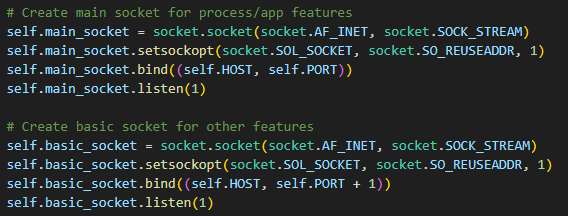 # Create main socket for process/app features
self.main_socket = socket.socket(socket.AF_INET, socket.SOCK_STREAM)
self.main_socket.setsockopt(socket.SOL_SOCKET, socket.SO_REUSEADDR, 1)
self.main_socket.bind((self.HOST, self.PORT))
self.main_socket.listen(1)

# Create basic socket for other features
self.basic_socket = socket.socket(socket.AF_INET, socket.SOCK_STREAM)
self.basic_socket.setsockopt(socket.SOL_SOCKET, socket.SO_REUSEADDR, 1)
self.basic_socket.bind((self.HOST, self.PORT + 1))
self.basic_socket.listen(1)